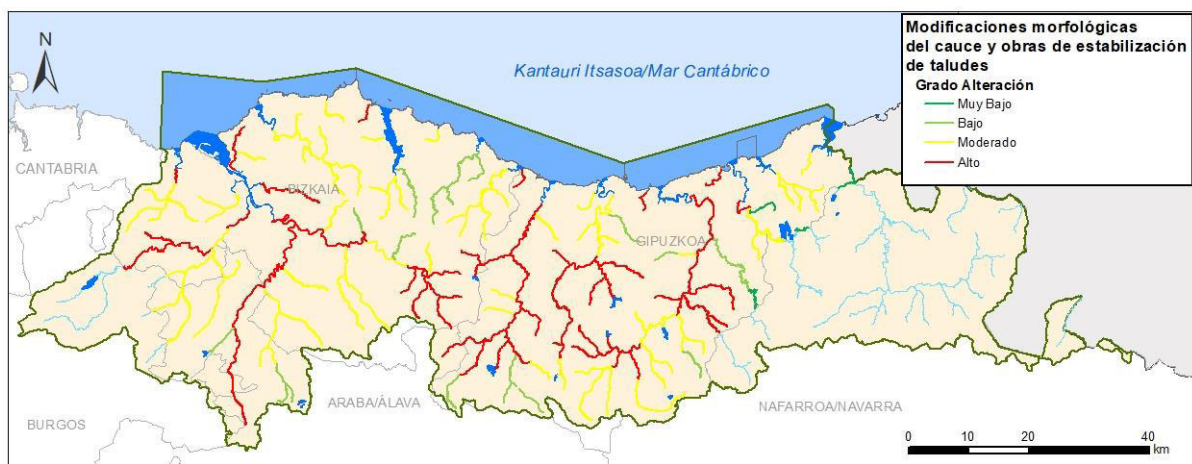 Modificaciones morfológicas
del cauce y obras de estabilización
de taludes
Grado Alteración
Muy Bajo
Bajo
Moderado
Alto
N
Kantauri Itsasoa/Mar Cantábrico
CANTABRIA
BIZKAIA
GIPUZKOA
ARABA/ÁLAVA
NAFARROA/NAVARRA
BURGOS
0 10 20 40
km